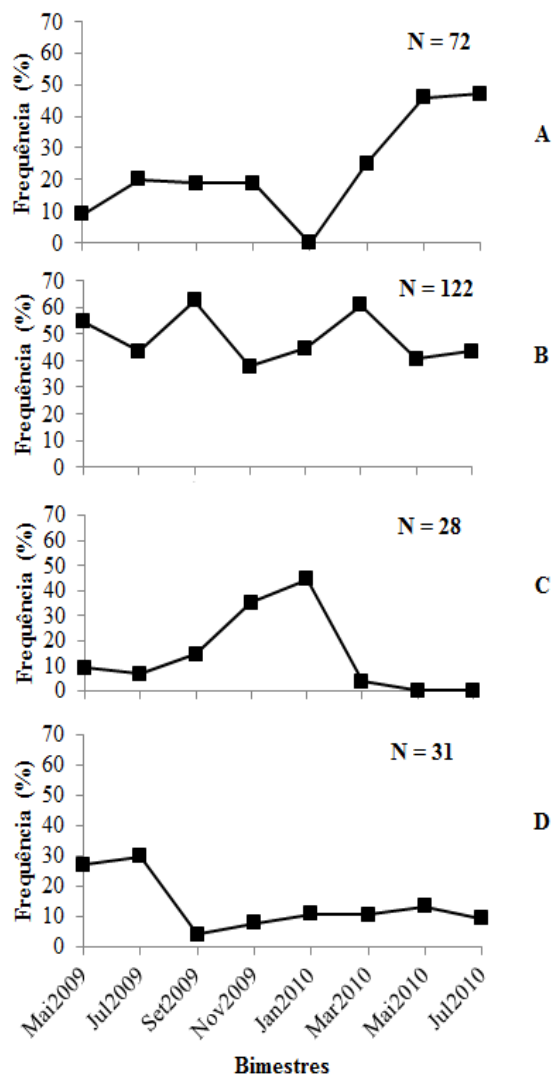 70
60
50
40
30
20
10
0
Frequência (%)
N = 72
A
70
60
50
40
30
20
10
0
Frequência (%)
N = 122
B
70
60
50
40
30
20
10
0
Frequência (%)
N = 28
C
70
60
50
40
30
20
10
0
Frequência (%)
N = 31
D
Mai2009
Jul2009
Set2009
Nov2009
Jan2010
Mar2010
Mai2010
Jul2010
Bimestres